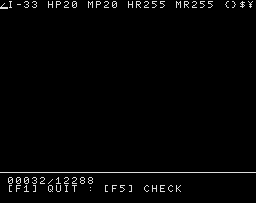 I-33 HP20 MP20 HR255 MR255 ()$¥
00032/12288
[F1] QUIT : [F5] CHECK